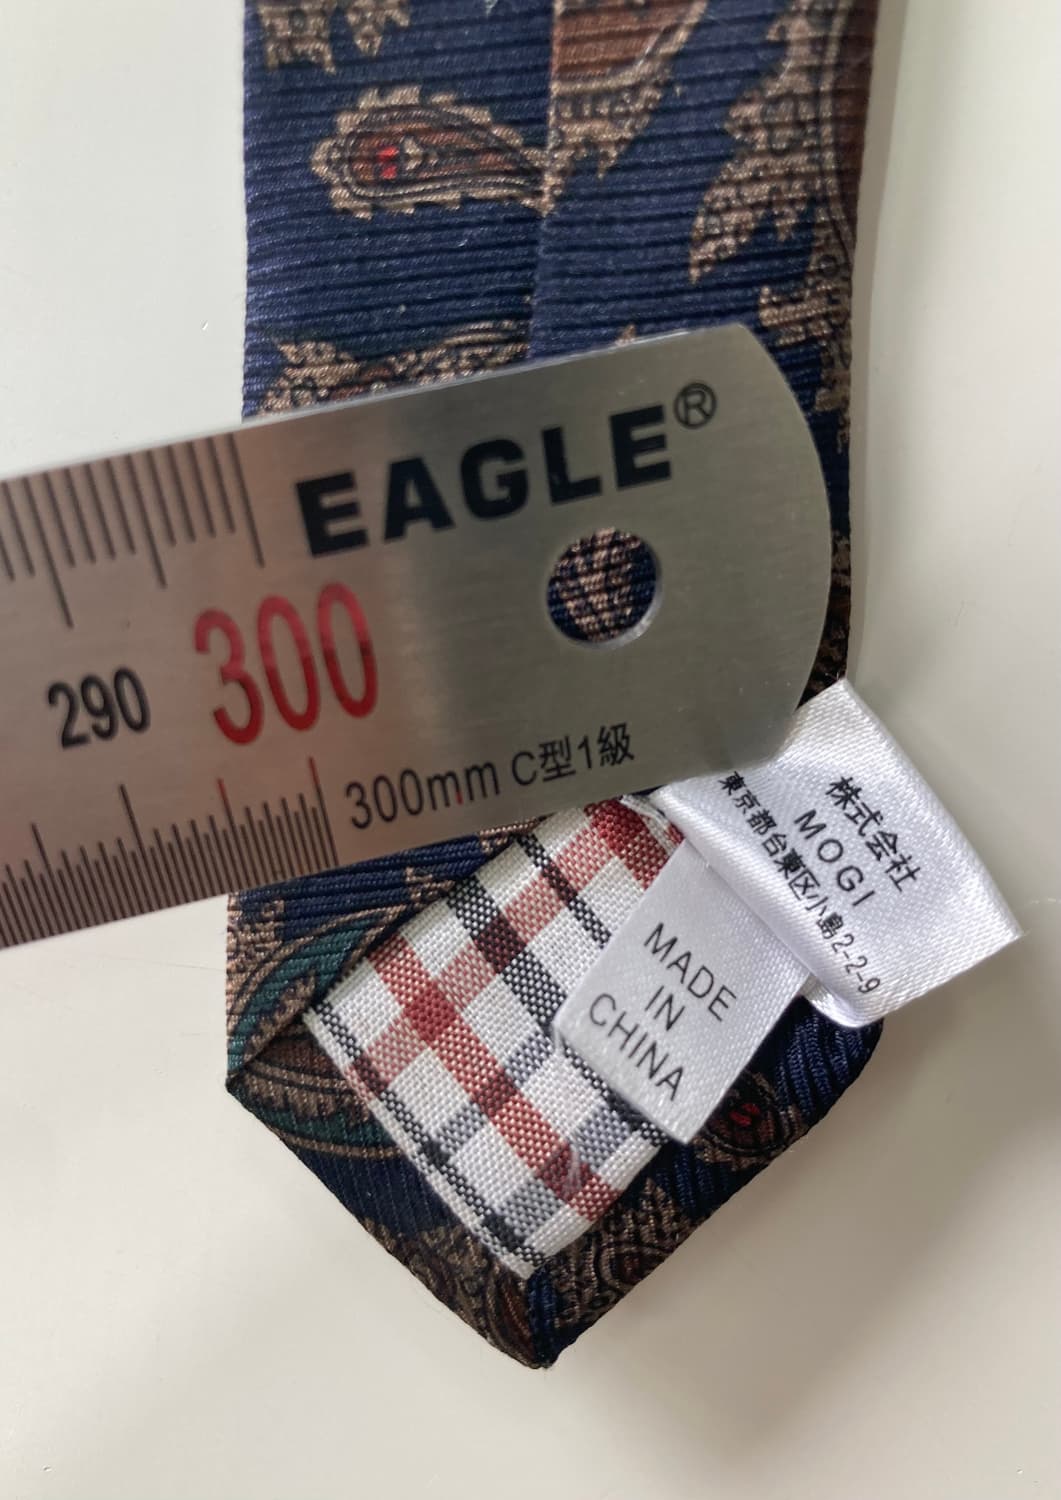 EAGLE®
290
300
300mm C型1級
株式会社
MOGI
東京都台東区小島2-2-9
MADE
IN
CHINA